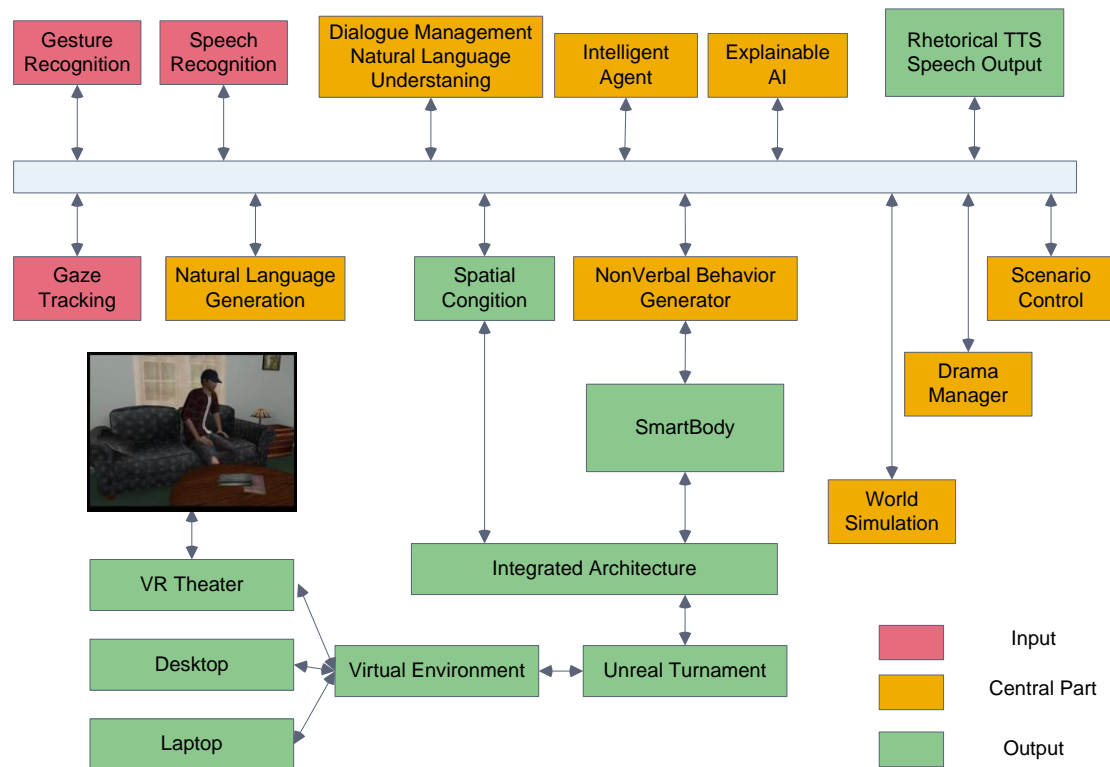 Gesture
Recognition
Speech
Recognition
Dialogue Management
Natural Language
Understaning
Intelligent
Agent
Explainable
AI
Rhetorical TTS
Speech Output
Gaze
Tracking
Natural Language
Generation
Spatial
Congition
NonVerbal Behavior
Generator
Scenario
Control
Drama
Manager
SmartBody
World
Simulation
VR Theater
Integrated Architecture
Desktop
Virtual Environment
Unreal Turnament
Laptop
Input
Central Part
Output